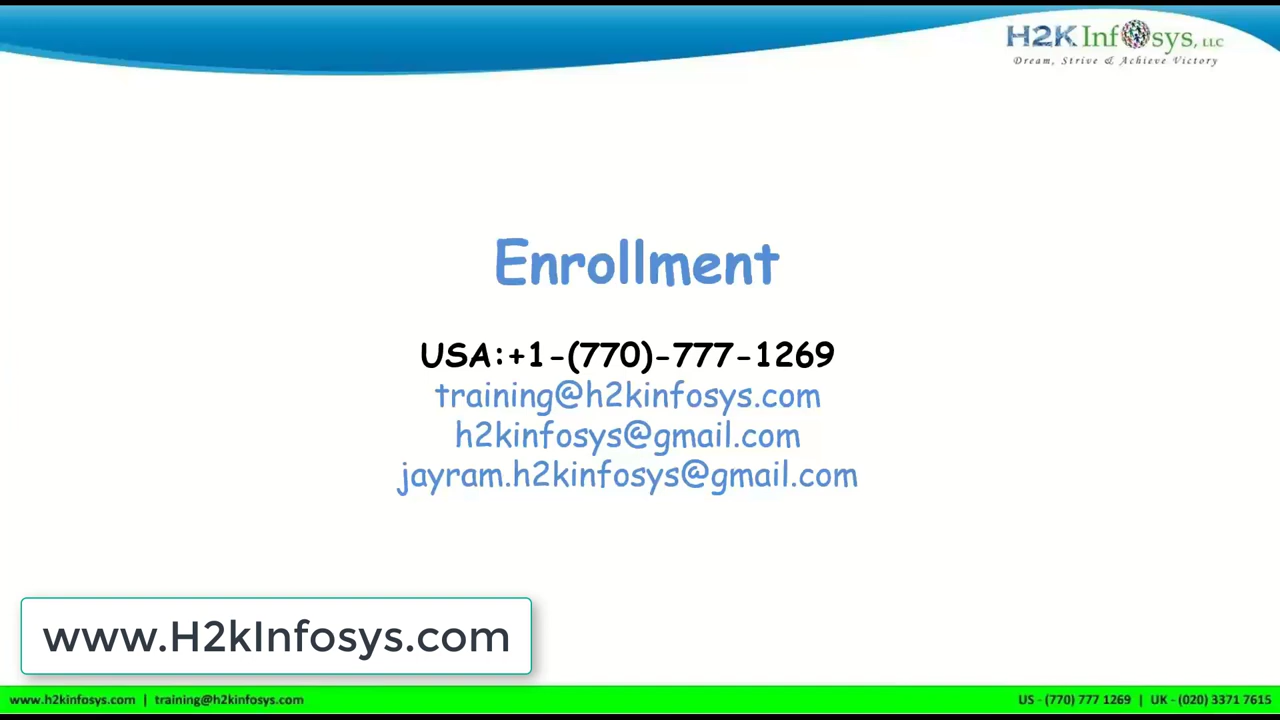 H2K Infosys, LLC
Dream, Strive & Achieve Victory
Enrollment
USA:+1-(770)-777-1269
training@h2kinfosys.com
h2kinfosys@gmail.com
jayram.h2kinfosys@gmail.com
www.H2kInfosys.com
www.h2kinfosys.com | training@h2kinfosys.com
US - (770) 777 1269 | UK - (020) 3371 7615